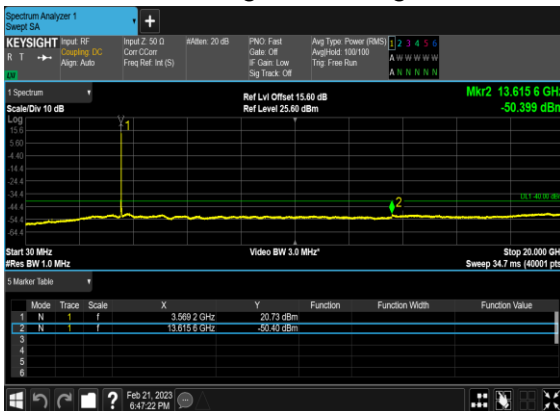 Spectrum Analyzer 1
Swept SA
KEYSIGHT Input: RF Input Z: 50 Ω #Atten: 20 dB PNO: Fast Avg Type: Power (RMS) 1 2 3 4 5 6
R T Coupling: DC Corr CCorr Gate: Off Avg|Hold: 100/100 A W W W W W
Align: Auto Freq Ref: Int (S) IF Gain: Low Trig: Free Run
Sig Track: Off A N N N N N
LXI
1 Spectrum Ref Lvl Offset 15.60 dB Mkr2 13.615 6 GHz
Scale/Div 10 dB Ref Level 25.60 dBm -50.399 dBm
Log
15.6
5.60
-4.40
-14.4
-24.4
-34.4
-44.4
-54.4
-64.4
1
2
DL1 -40.00 dBm
Start 30 MHz Video BW 3.0 MHz* Stop 20.000 GHz
#Res BW 1.0 MHz Sweep 34.7 ms (40001 pts)
5 Marker Table
Mode Trace Scale X Y Function Function Width Function Value
1 N 1 f 3.569 2 GHz 20.73 dBm
2 N 1 f 13.615 6 GHz -50.40 dBm
3
4
5
6
? Feb 21, 2023
6:47:22 PM